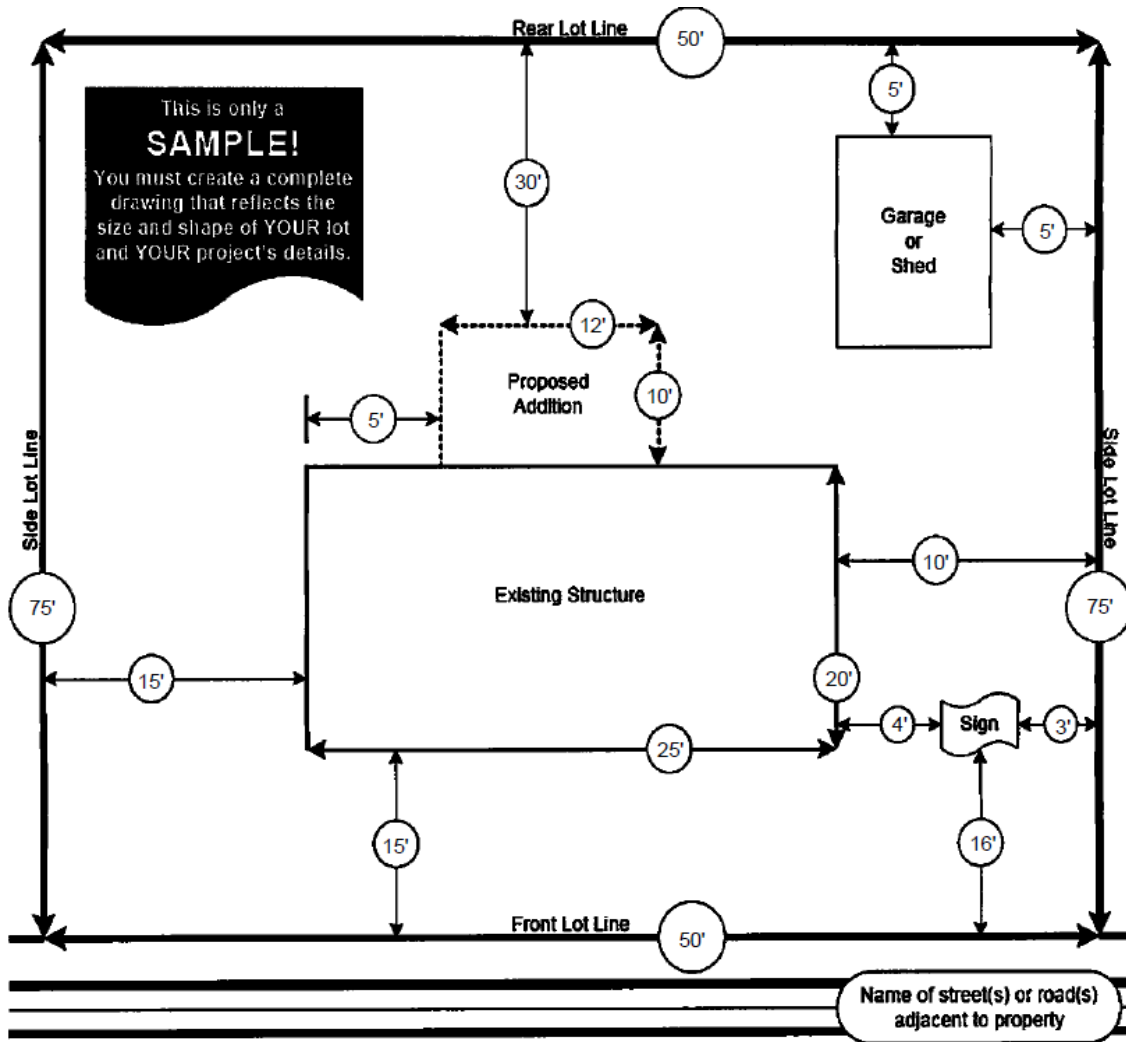 Rear Lot Line
50'
This is only a
SAMPLE!
You must create a complete
drawing that reflects the
size and shape of YOUR lot
and YOUR project's details.
5'
30'
Garage
or
Shed
5'
12'
Proposed
Addition
10'
5'
Side Lot Line
Side Lot Line
10'
Existing Structure
75'
75'
15'
20'
4'
Sign
3'
25'
15'
16'
Front Lot Line
50'
Name of street(s) or road(s)
adjacent to property